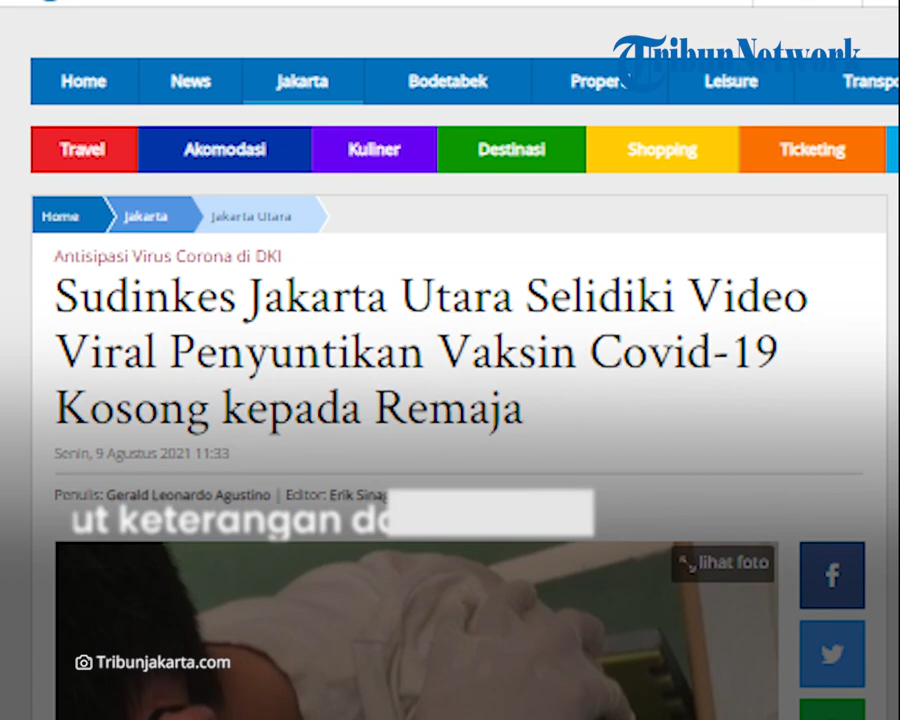 TribunNetwork
Home News Jakarta Bodetabek Leisure
Travel Akomodasi Kuliner Destinasi Shopping Ticketing
Home Jakarta Jakarta Utara
Antisipasi Virus Corona di DKI
Sudinkes Jakarta Utara Selidiki Video
Viral Penyuntikan Vaksin Covid-19
Kosong kepada Remaja
Senin, 9 Agustus 2021 11:33
Penulis: Gerald Leonardo Agustino | Editor: Erik
ut keterangan
lihat foto
Tribunjakarta.com